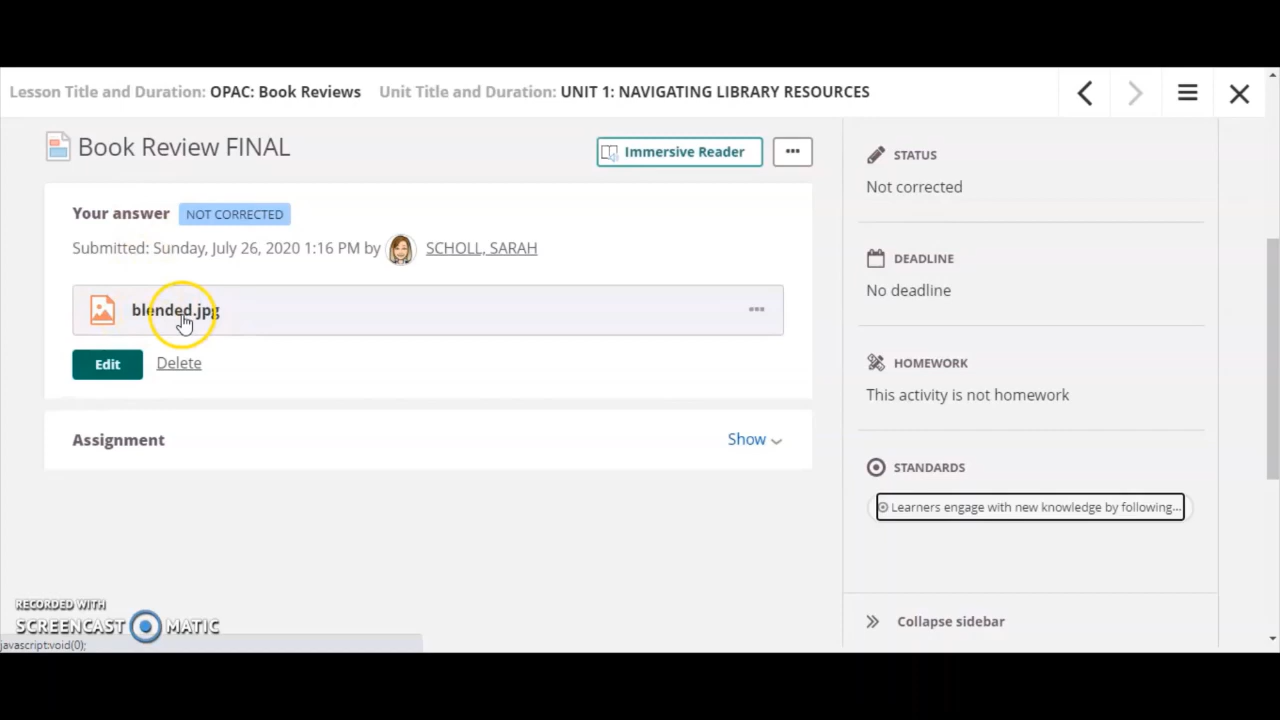 Lesson Title and Duration: OPAC: Book Reviews Unit Title and Duration: UNIT 1: NAVIGATING LIBRARY RESOURCES
Book Review FINAL
Immersive Reader
Your answer NOT CORRECTED
Submitted: Sunday, July 26, 2020 1:16 PM by SCHOLL, SARAH
blended.jpg
Edit Delete
Assignment
Show
STATUS
Not corrected
DEADLINE
No deadline
HOMEWORK
This activity is not homework
STANDARDS
Learners engage with new knowledge by following...
Collapse sidebar
RECORDED WITH
SCREENCAST MATIC
javascript:void(0);